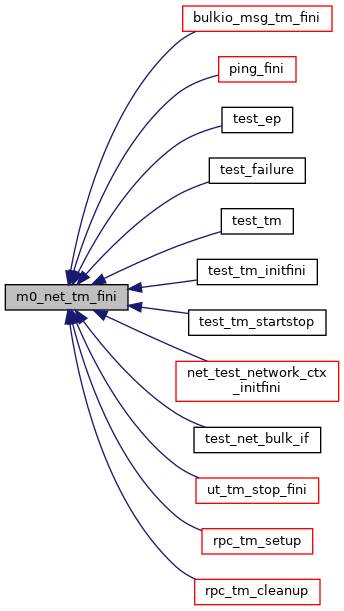 bulkio_msg_tm_fini
ping_fini
test_ep
test_failure
test_tm
test_tm_initfini
m0_net_tm_fini
test_tm_startstop
net_test_network_ctx
_initfini
test_net_bulk_if
ut_tm_stop_fini
rpc_tm_setup
rpc_tm_cleanup